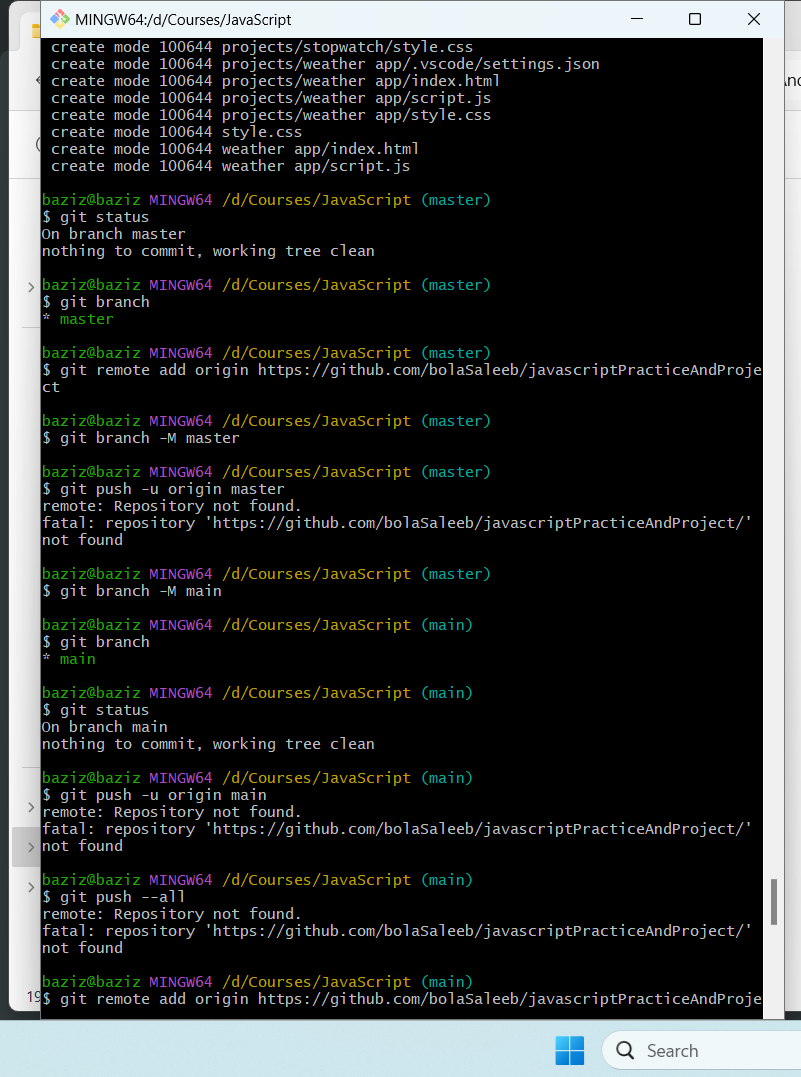 MINGW64:/d/Courses/JavaScript
create mode 100644 projects/stopwatch/style.css
create mode 100644 projects/weather app/.vscode/settings.json
create mode 100644 projects/weather app/index.html
create mode 100644 projects/weather app/script.js
create mode 100644 projects/weather app/style.css
create mode 100644 style.css
create mode 100644 weather app/index.html
create mode 100644 weather app/script.js
baziz@baziz MINGW64 /d/Courses/JavaScript (master)
$ git status
On branch master
nothing to commit, working tree clean
baziz@baziz MINGW64 /d/Courses/JavaScript (master)
$ git branch
* master
baziz@baziz MINGW64 /d/Courses/JavaScript (master)
$ git remote add origin https://github.com/bolaSaleeb/javascriptPracticeAndProje
ct
baziz@baziz MINGW64 /d/Courses/JavaScript (master)
$ git branch -M master
baziz@baziz MINGW64 /d/Courses/JavaScript (master)
$ git push -u origin master
remote: Repository not found.
fatal: repository 'https://github.com/bolaSaleeb/javascriptPracticeAndProject/'
not found
baziz@baziz MINGW64 /d/Courses/JavaScript (master)
$ git branch -M main
baziz@baziz MINGW64 /d/Courses/JavaScript (main)
$ git branch
* main
baziz@baziz MINGW64 /d/Courses/JavaScript (main)
$ git status
On branch main
nothing to commit, working tree clean
baziz@baziz MINGW64 /d/Courses/JavaScript (main)
$ git push -u origin main
remote: Repository not found.
fatal: repository 'https://github.com/bolaSaleeb/javascriptPracticeAndProject/'
not found
baziz@baziz MINGW64 /d/Courses/JavaScript (main)
$ git push --all
remote: Repository not found.
fatal: repository 'https://github.com/bolaSaleeb/javascriptPracticeAndProject/'
not found
baziz@baziz MINGW64 /d/Courses/JavaScript (main)
$ git remote add origin https://github.com/bolaSaleeb/javascriptPracticeAndProje
Search